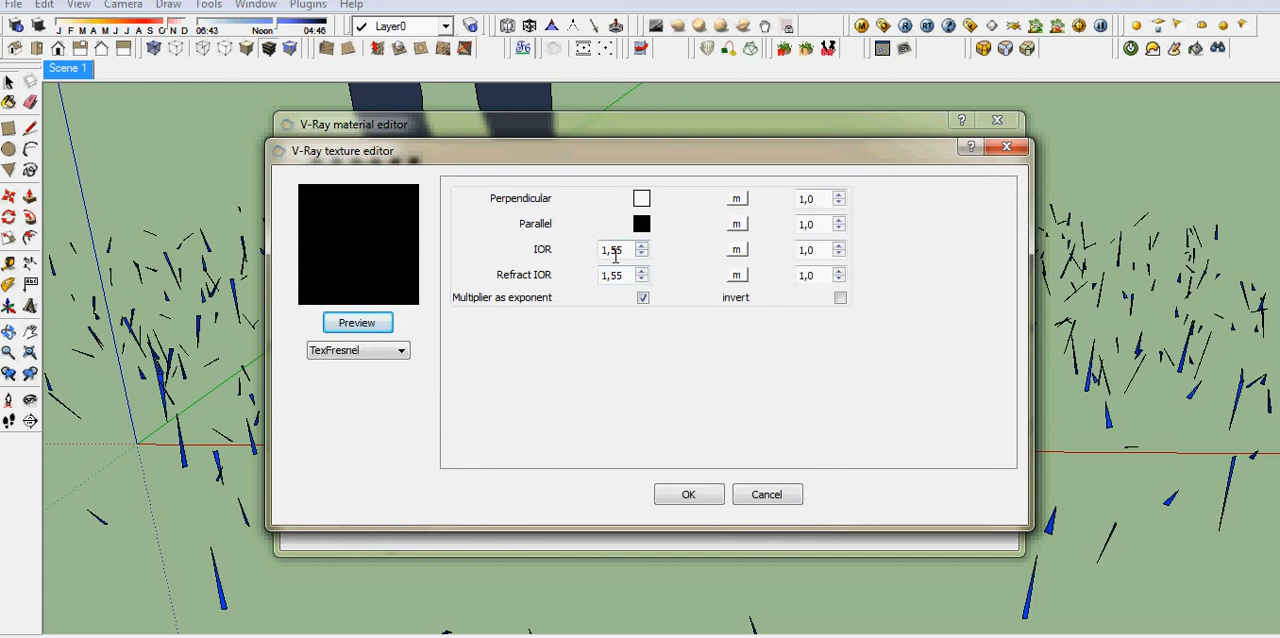 File Edit View Camera Draw Tools Window Plugins Help
J F M A M J J A S O N D 06:43 Noon 04:46 Layer0
Scene 1
V-Ray material editor
V-Ray texture editor
Perpendicular m 1,0
Parallel m 1,0
IOR 1,55 m 1,0
Refract IOR 1,55 m 1,0
Multiplier as exponent invert
Preview
TexFresnel
OK Cancel